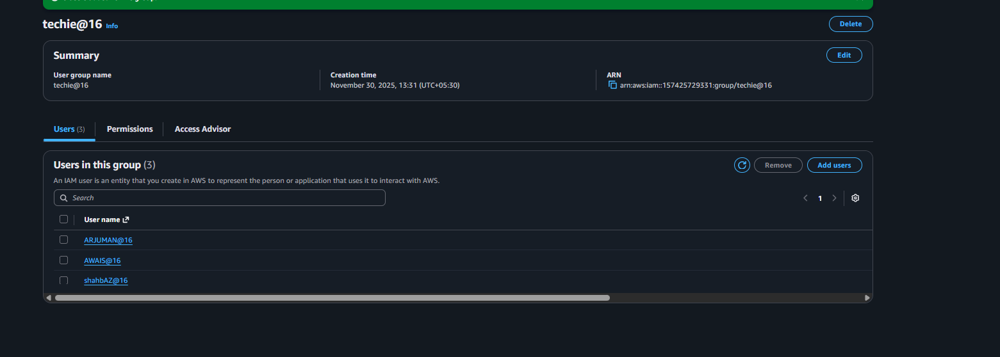 techie@16 Info
Delete
Summary
Edit
User group name
techie@16
Creation time
November 30, 2025, 13:31 (UTC+05:30)
ARN
arn:aws:iam::157425729331:group/techie@16
Users (3)
Permissions
Access Advisor
Users in this group (3)
Remove
Add users
An IAM user is an entity that you create in AWS to represent the person or application that uses it to interact with AWS.
Search
1
User name
ARJUMAN@16
AWAIS@16
shahbAZ@16